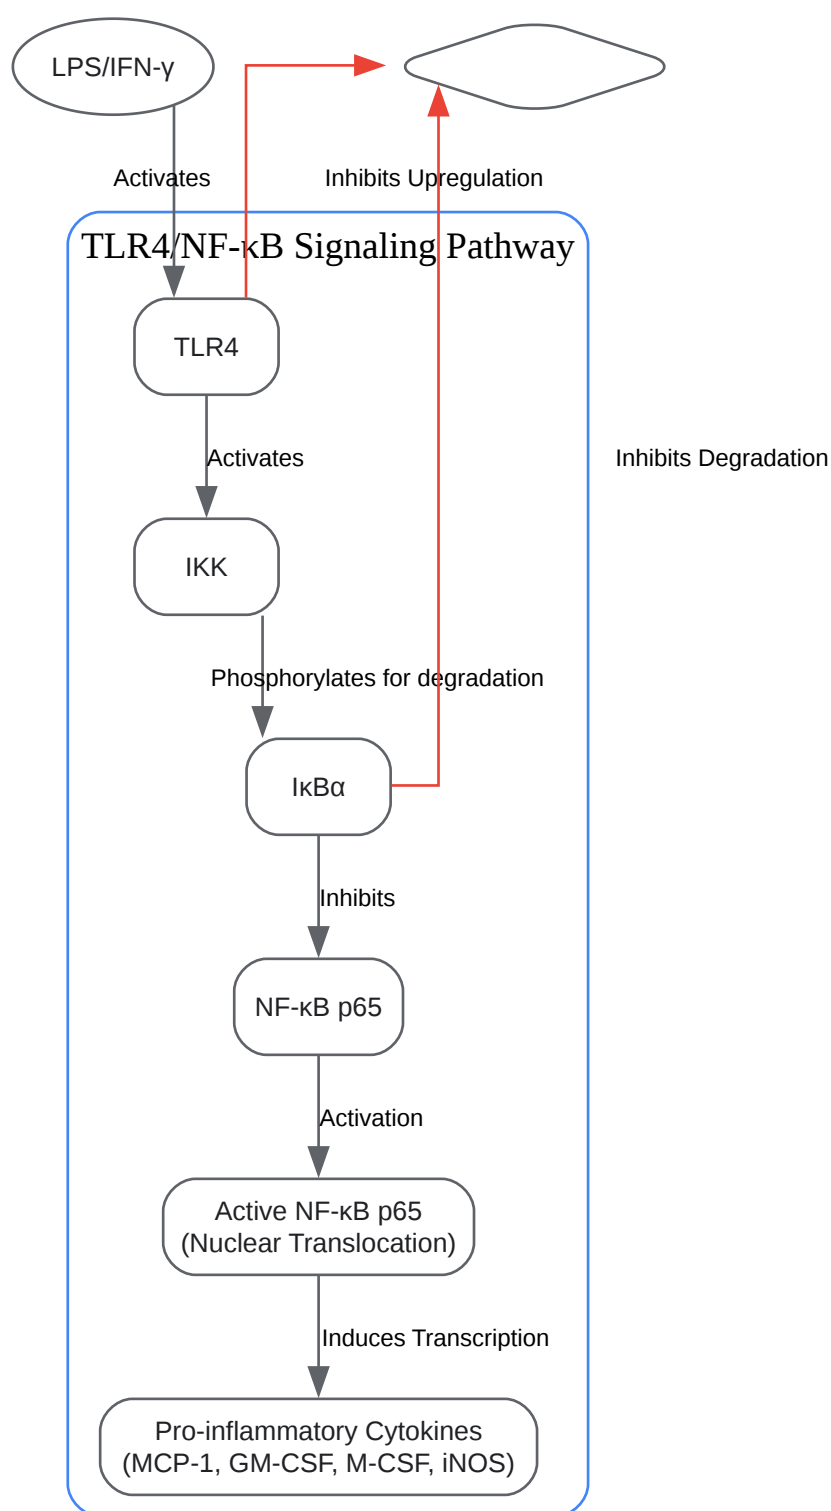 LPS/IFN-γ
Activates
Inhibits Upregulation
TLR4/NF-κB Signaling Pathway
TLR4
Activates
Inhibits Degradation
IKK
Phosphorylates for degradation
IκBα
Inhibits
NF-κB p65
Activation
Active NF-κB p65
(Nuclear Translocation)
Induces Transcription
Pro-inflammatory Cytokines
(MCP-1, GM-CSF, M-CSF, iNOS)